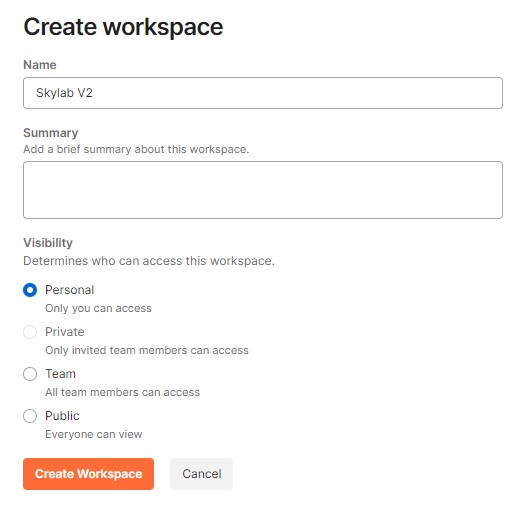 Create workspace
Name
Skylab V2
Summary
Add a brief summary about this workspace.
Visibility
Determines who can access this workspace.
Personal
Only you can access
Private
Only invited team members can access
Team
All team members can access
Public
Everyone can view
Create Workspace Cancel